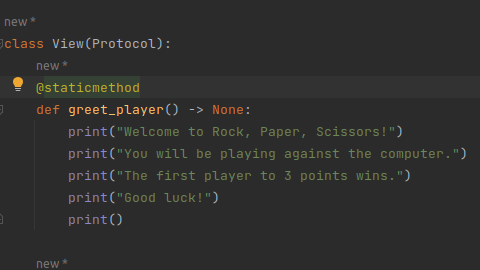 new *
class View(Protocol):
new *
@staticmethod
def greet_player() -> None:
print("Welcome to Rock, Paper, Scissors!")
print("You will be playing against the computer.")
print("The first player to 3 points wins.")
print("Good luck!")
print()
new *